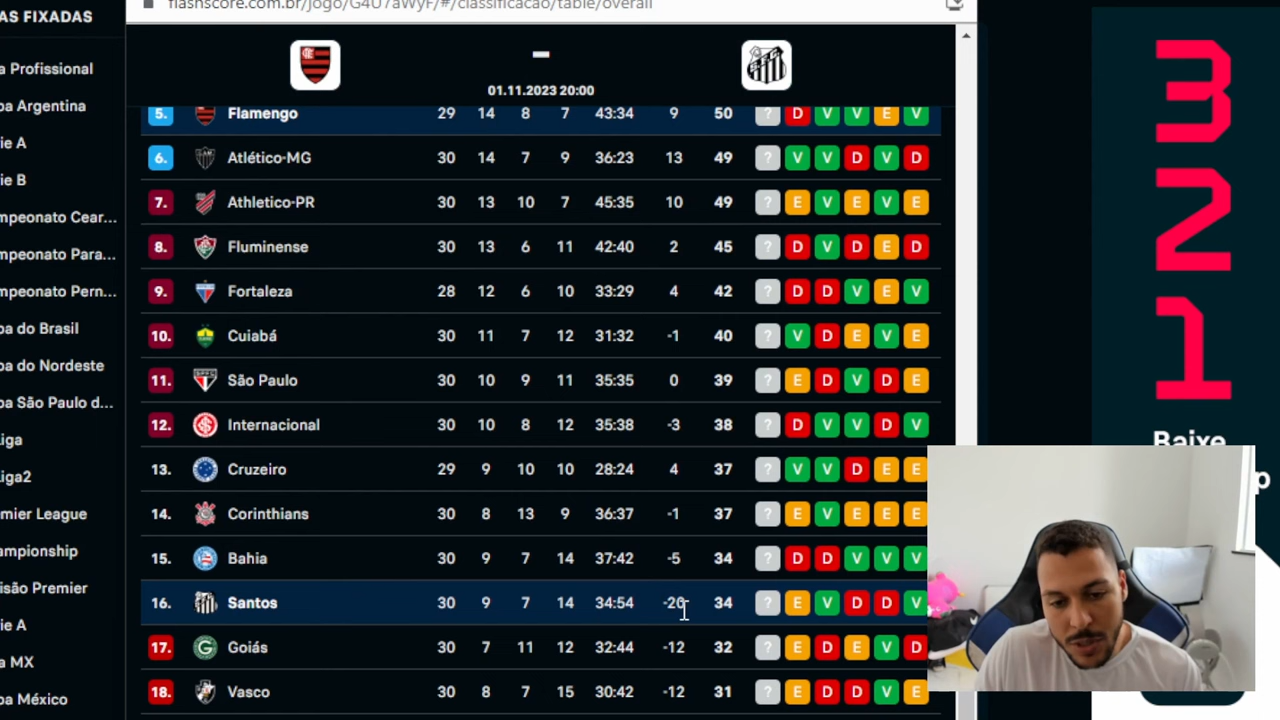 flashscore.com.br/jogo/G4U7aWyF/#/classificacao/table/overall
AS FIXADAS
a Profissional
pa Argentina
ie A
ie B
mpeonato Cear...
mpeonato Para...
mpeonato Pern...
pa do Brasil
pa do Nordeste
pa São Paulo d...
Liga
Liga2
mier League
ampionship
isão Premier
ie A
a MX
pa México
01.11.2023 20:00
5. Flamengo 29 14 8 7 43:34 9 50 ? D V V E V
6. Atlético-MG 30 14 7 9 36:23 13 49 ? V V D V D
7. Athletico-PR 30 13 10 7 45:35 10 49 ? E V E V E
8. Fluminense 30 13 6 11 42:40 2 45 ? D V D E D
9. Fortaleza 28 12 6 10 33:29 4 42 ? D D V E V
10. Cuiabá 30 11 7 12 31:32 -1 40 ? V D E V E
11. São Paulo 30 10 9 11 35:35 0 39 ? E D V D E
12. Internacional 30 10 8 12 35:38 -3 38 ? D V V D V
13. Cruzeiro 29 9 10 10 28:24 4 37 ? V V D E E
14. Corinthians 30 8 13 9 36:37 -1 37 ? E V E E E
15. Bahia 30 9 7 14 37:42 -5 34 ? D D V V V
16. Santos 30 9 7 14 34:54 -20 34 ? E V D D V
17. Goiás 30 7 11 12 32:44 -12 32 ? E D E V D
18. Vasco 30 8 7 15 30:42 -12 31 ? E D D V E
3
2
1
Baixe
p